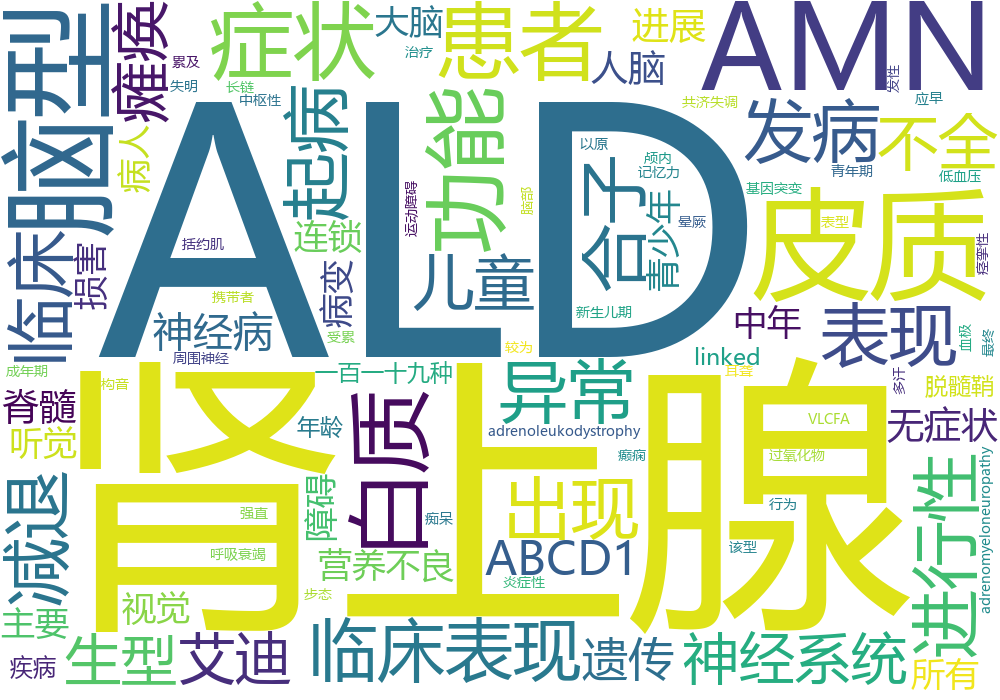 ALD
肾上腺
AMN
皮质
症状
患者
功能
临床
脑型
瘫痪
起病
大脑
人脑
进展
发病
不全
合子
青少年
儿童
表现
异常
白质
出现
ABCD1
临床表现
遗传
神经系统
进行性
所有
无症状
脱髓鞘
中年
linked
连锁
病变
神经病
损害
病人
脊髓
听觉
减退
主要
视觉
生型
艾迪
疾病
营养不良
障碍
年龄
一百一十九种
adrenoleukodystrophy
adrenomyeloneuropathy
累及
失明
长链
中枢性
治疗
共济失调
发性
应早
青年期
低血压
基因突变
表型
痉挛性
血极
最终
多汗
耳聋
VLCFA
过氧化物
行为
该型
癫痫
炎症性
痴呆
强直
呼吸衰竭
步态
构音
成年期
周围神经
携带者
受累
括约肌
运动障碍
胸部
以原
颅内
记忆力
晕厥
新生儿期
较为